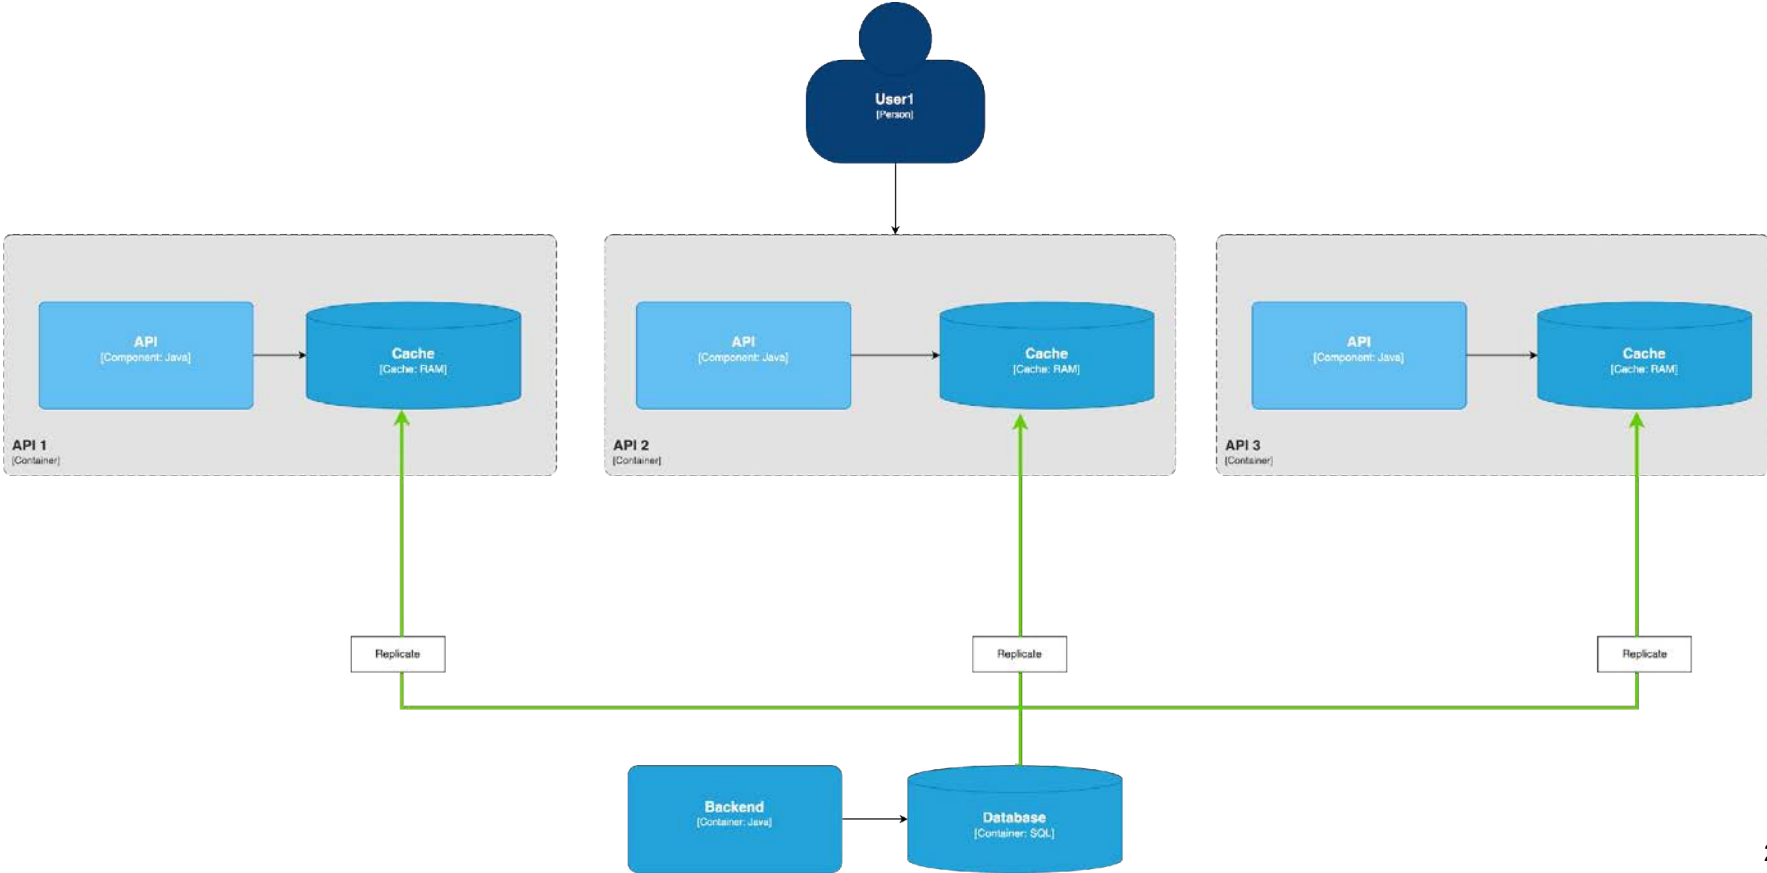 User1
[Person]
API
[Component: Java]
Cache
[Cache: RAM]
API 1
[Container]
API
[Component: Java]
Cache
[Cache: RAM]
API 2
[Container]
API
[Component: Java]
Cache
[Cache: RAM]
API 3
[Container]
Replicate
Replicate
Replicate
Backend
[Container: Java]
Database
[Container: SQL]